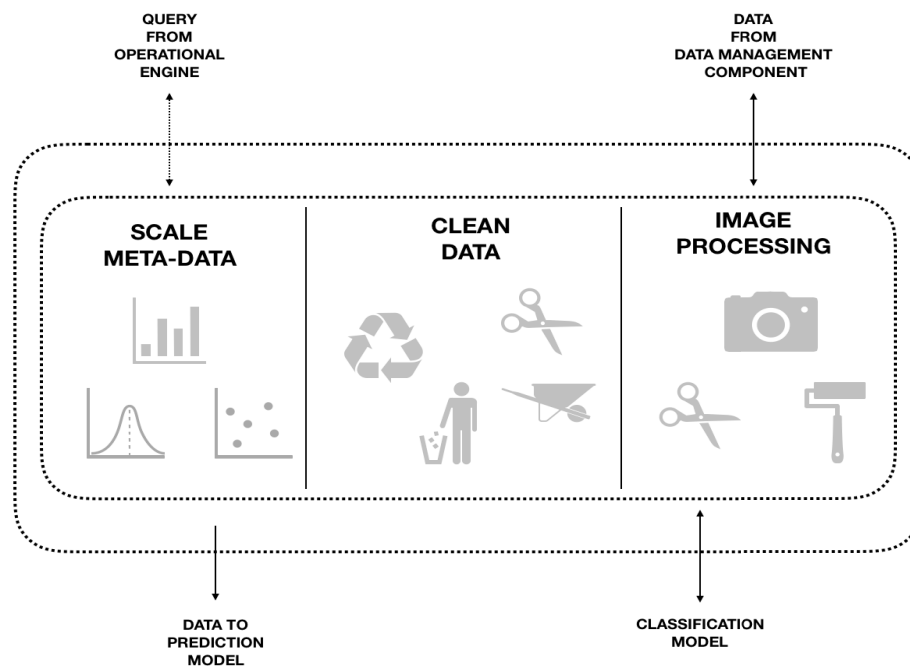 QUERY
FROM
OPERATIONAL
ENGINE
DATA
FROM
DATA MANAGEMENT
COMPONENT
SCALE
META-DATA
CLEAN
DATA
IMAGE
PROCESSING
DATA TO
PREDICTION
MODEL
CLASSIFICATION
MODEL